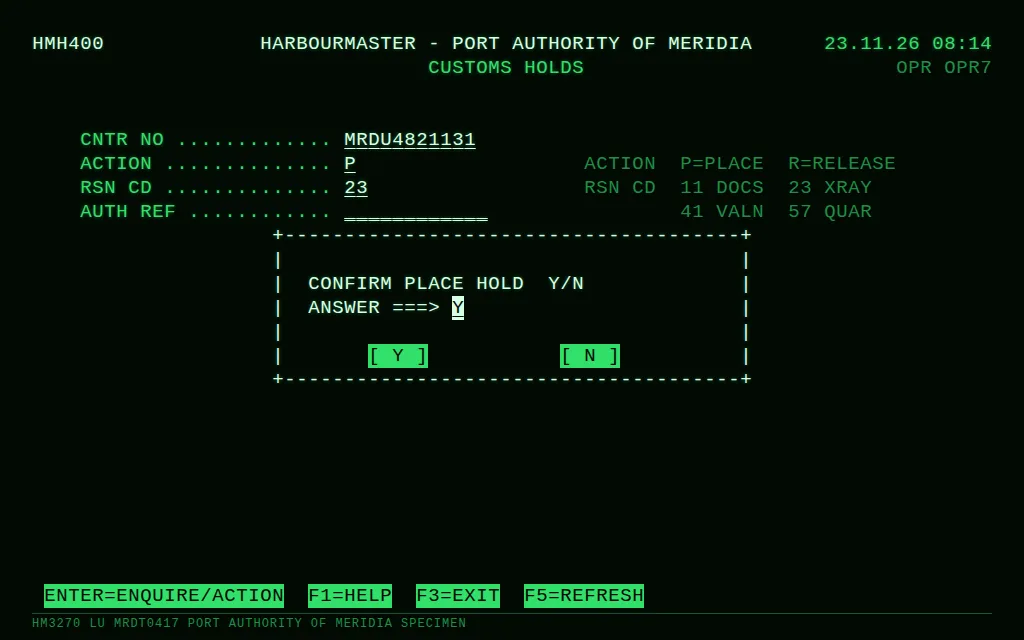 HMH400 HARBOURMASTER - PORT AUTHORITY OF MERIDIA 23.11.26 08:14
CUSTOMS HOLDS OPR OPR7
CNTR NO ............. MRDU4821131
ACTION .............. P ACTION P=PLACE R=RELEASE
RSN CD .............. 23 RSN CD 11 DOCS 23 XRAY
AUTH REF ............ ____________ 41 VALN 57 QUAR
+--------------------------------------+
| |
| CONFIRM PLACE HOLD Y/N |
| ANSWER ===> Y |
| |
| [ Y ] [ N ] |
+--------------------------------------+
ENTER=ENQUIRE/ACTION F1=HELP F3=EXIT F5=REFRESH
HM3270 LU MRDT0417 PORT AUTHORITY OF MERIDIA SPECIMEN